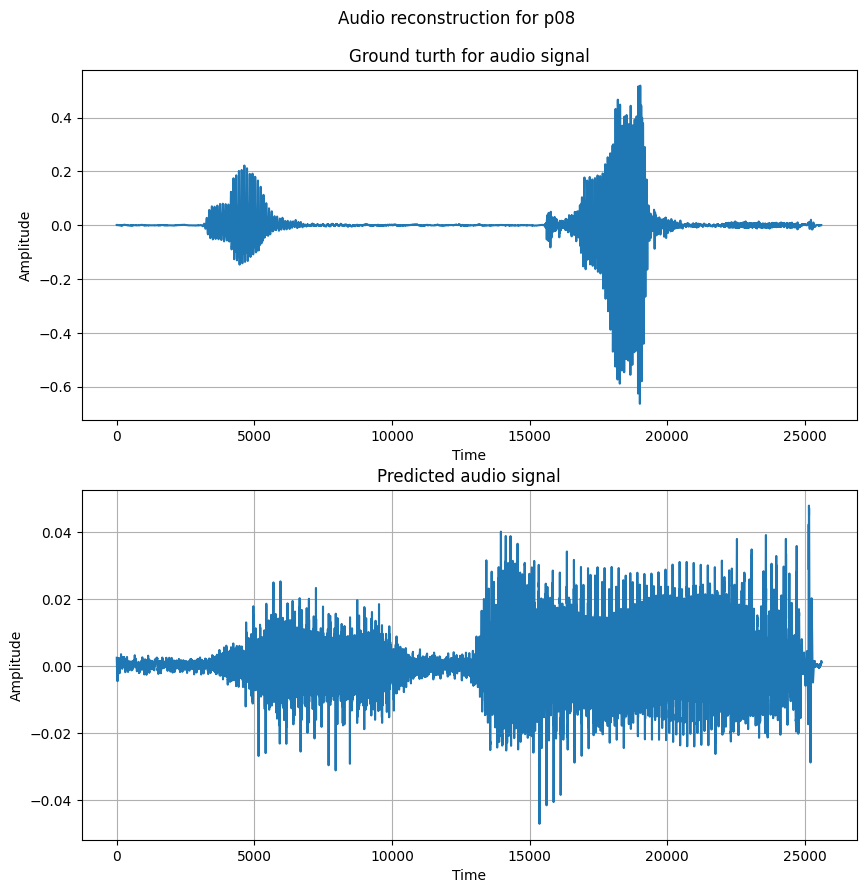 Audio reconstruction for p08
Ground turth for audio signal
0.4
0.2
0.0
−0.2
−0.4
−0.6
Amplitude
0 5000 10000 15000 20000 25000
Time
Predicted audio signal
0.04
0.02
0.00
−0.02
−0.04
Amplitude
0 5000 10000 15000 20000 25000
Time